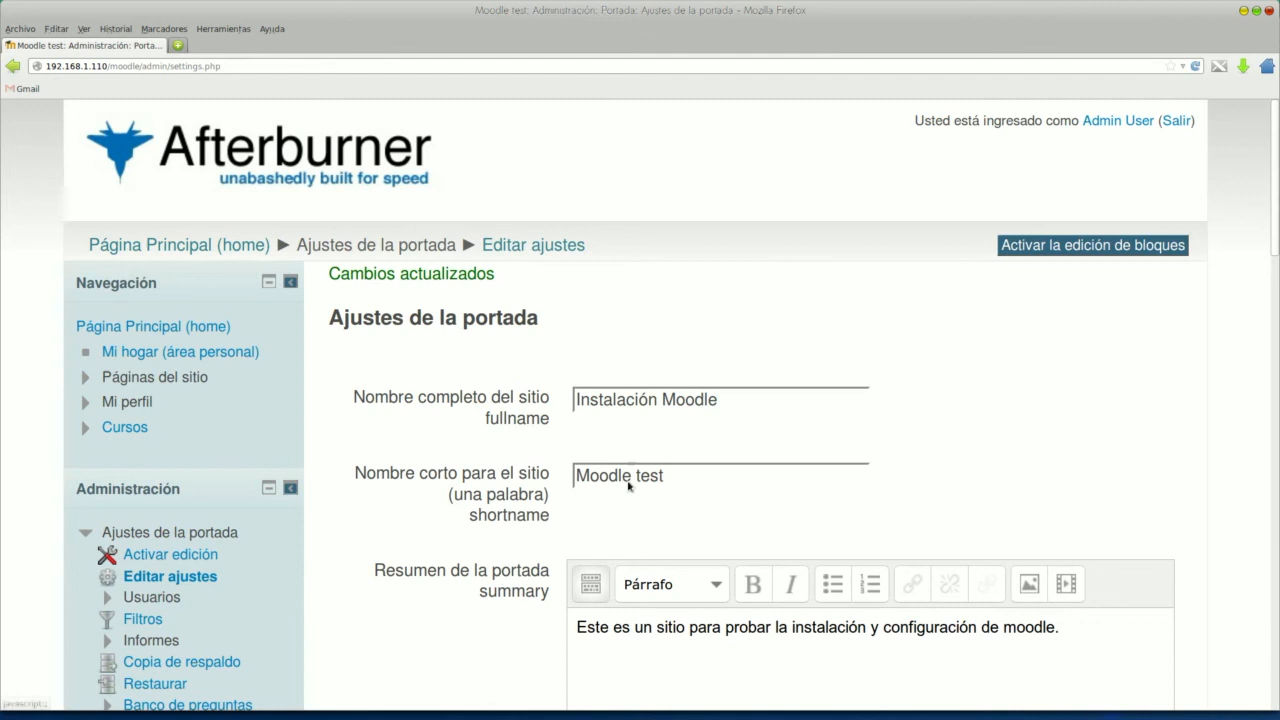 Moodle test: Administración: Portada: Ajustes de la portada - Mozilla Firefox
Archivo Editar Ver Historial Marcadores Herramientas Ayuda
Moodle test: Administración: Porta...
192.168.1.110/moodle/admin/settings.php
Gmail
Afterburner
unabashedly built for speed
Usted está ingresado como Admin User (Salir)
Página Principal (home) ► Ajustes de la portada ► Editar ajustes
Activar la edición de bloques
Navegación
Página Principal (home)
Mi hogar (área personal)
Páginas del sitio
Mi perfil
Cursos
Administración
Ajustes de la portada
Activar edición
Editar ajustes
Usuarios
Filtros
Informes
Copia de respaldo
Restaurar
Banco de preguntas
Cambios actualizados
Ajustes de la portada
Nombre completo del sitio
fullname
Instalación Moodle
Nombre corto para el sitio
(una palabra)
shortname
Moodle test
Resumen de la portada
summary
Párrafo
B I
Este es un sitio para probar la instalación y configuración de moodle.